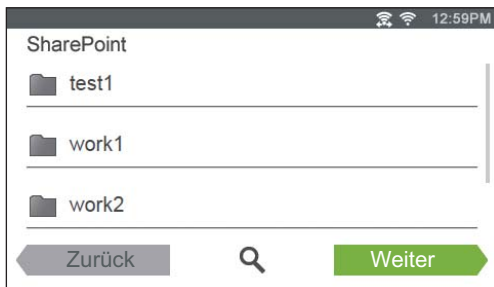 12:59PM
SharePoint
test1
work1
work2
Zurück
Weiter